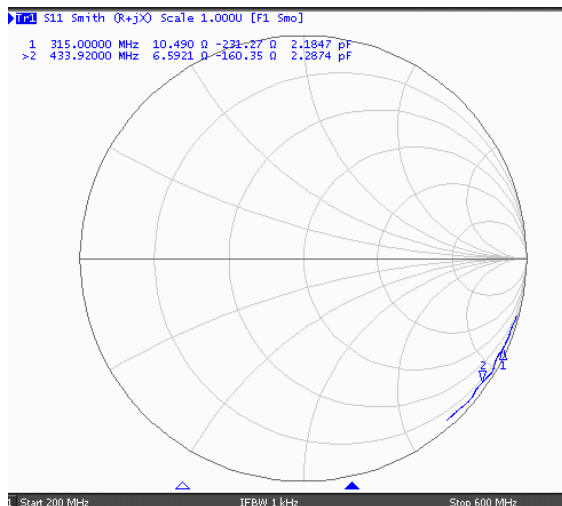 Tr1 S11 Smith (R+jX) Scale 1.000U [F1 Smo]
1 315.00000 MHz 10.490 Ω -231.27 Ω 2.1847 pF
>2 433.92000 MHz 6.5921 Ω -160.35 Ω 2.2874 pF
2
1
1 Start 200 MHz IFBW 1 kHz Stop 600 MHz